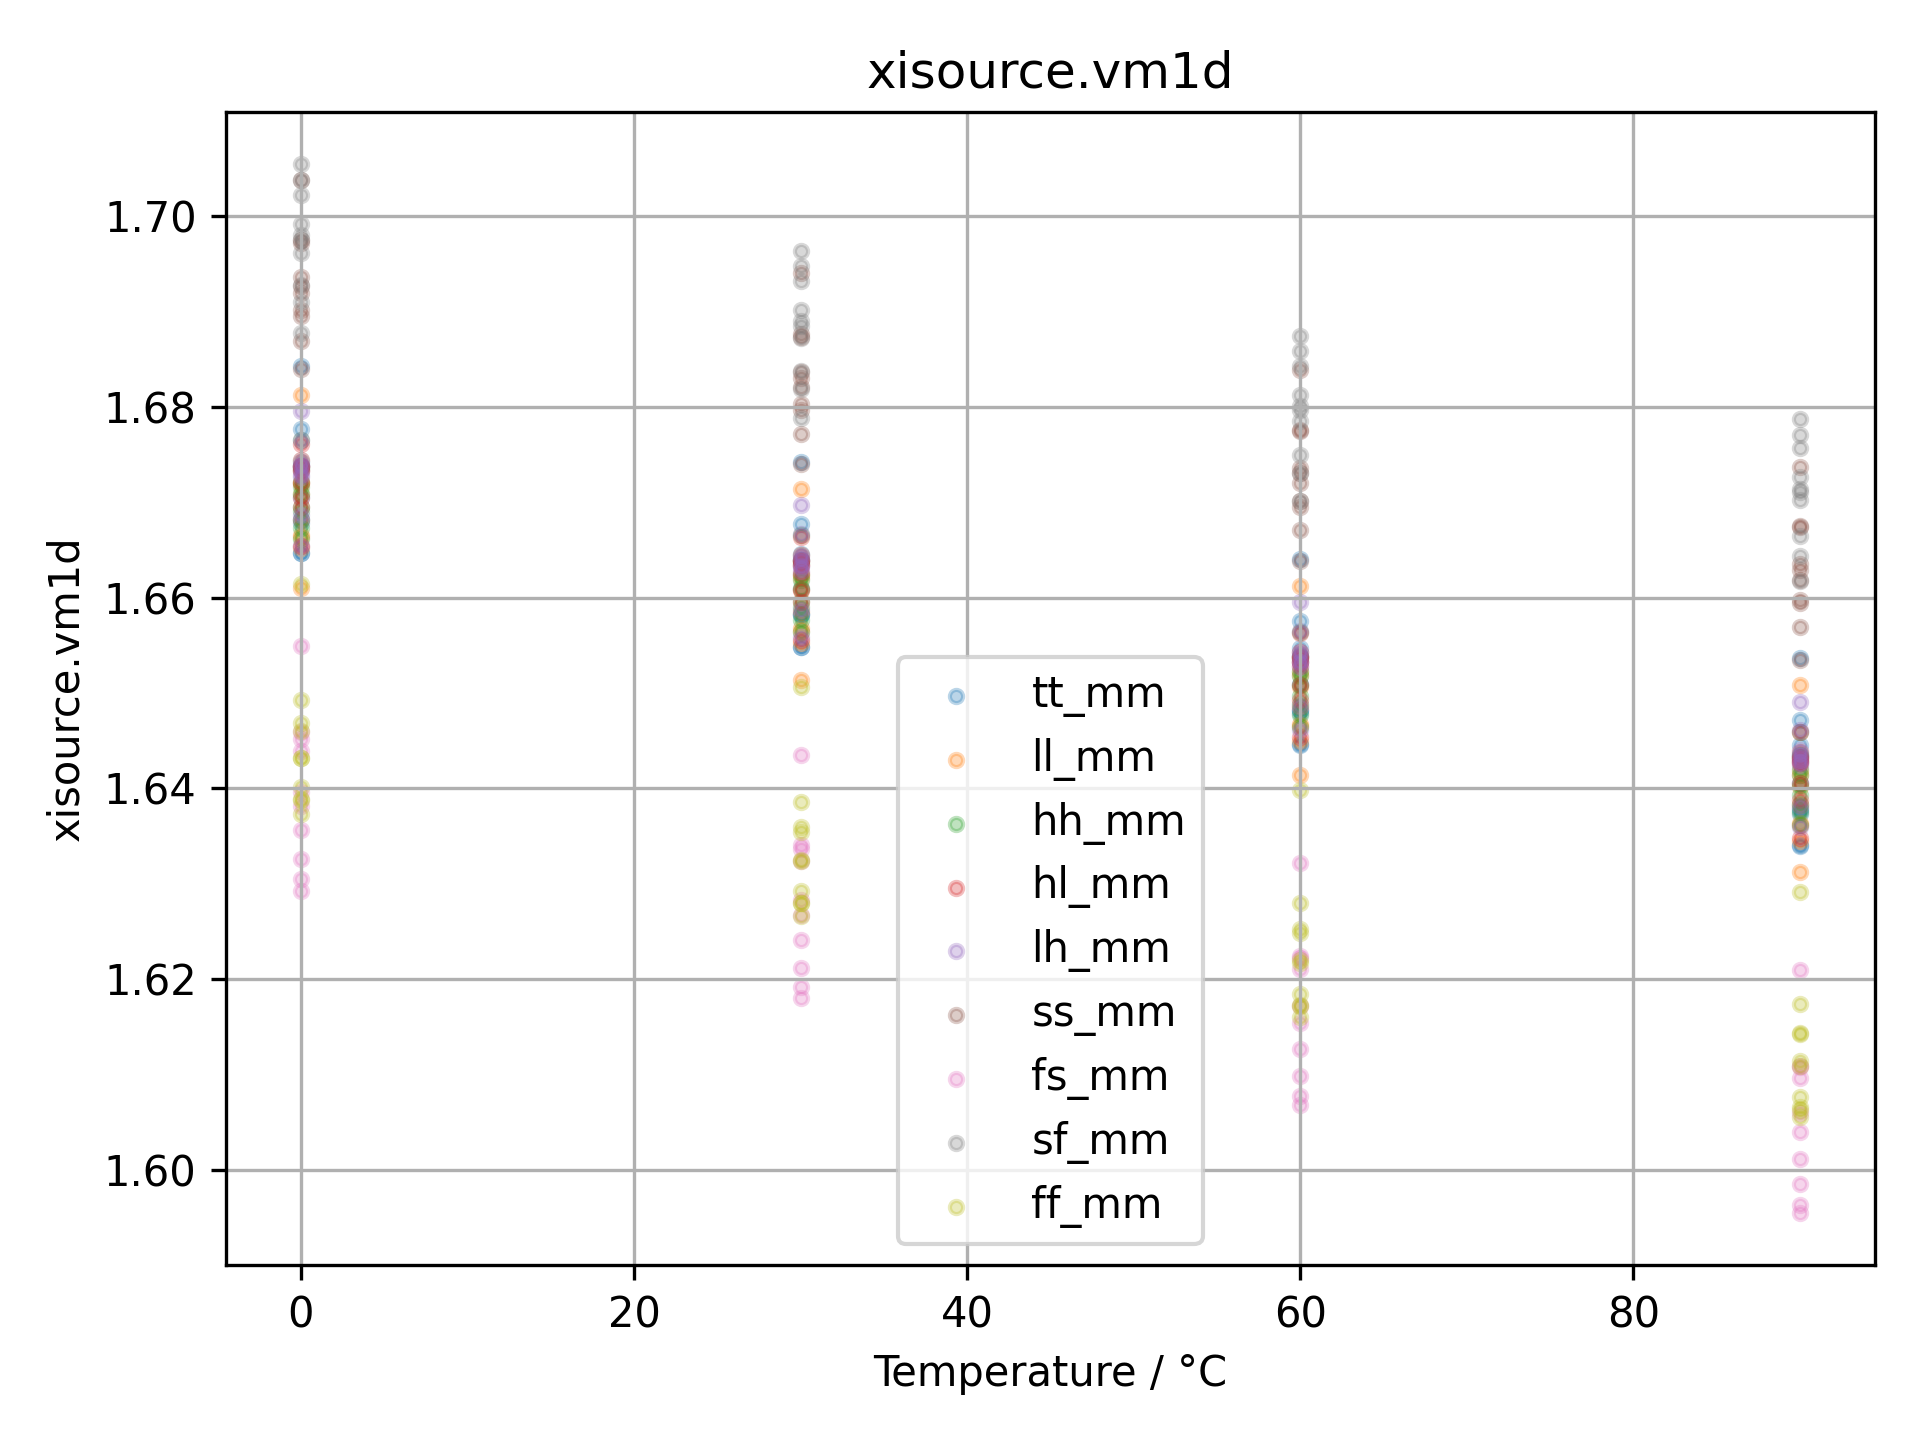 xisource.vm1d
xisource.vm1d
1.70
1.68
1.66
1.64
1.62
1.60
tt_mm
ll_mm
hh_mm
hl_mm
lh_mm
ss_mm
fs_mm
sf_mm
ff_mm
0 20 40 60 80
Temperature / °C